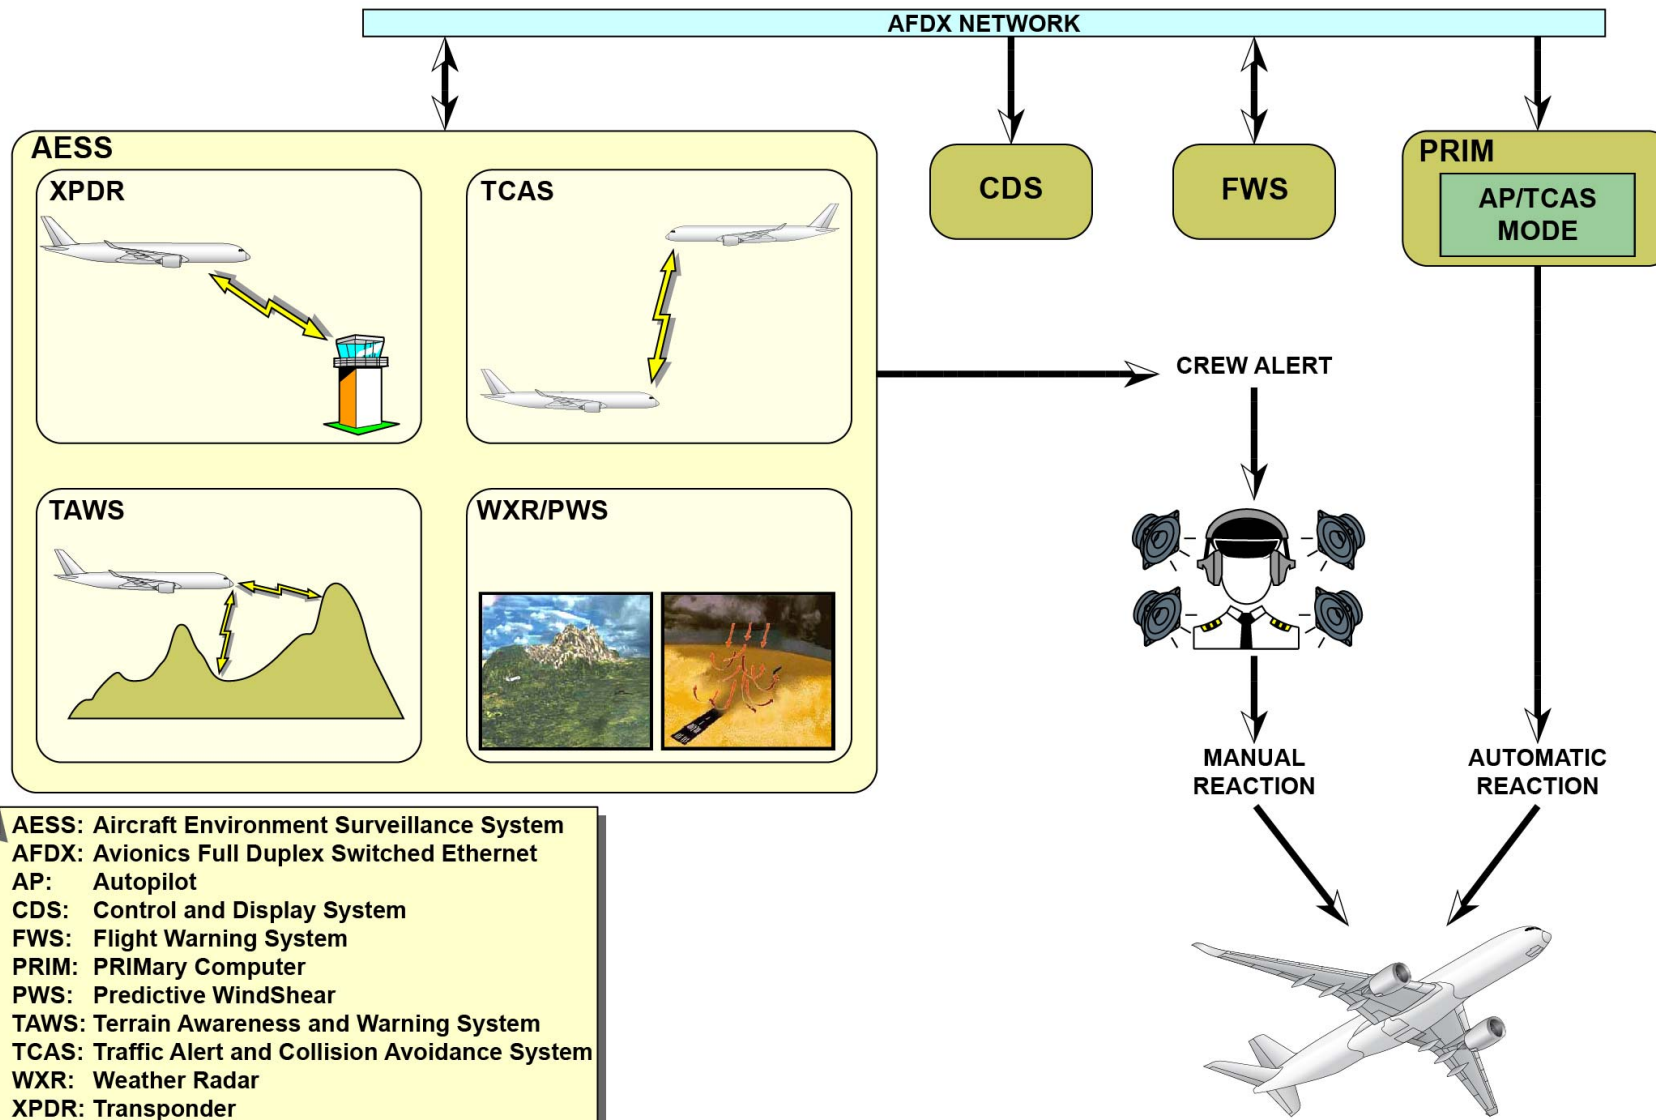 AFDX NETWORK
AESS
XPDR
TCAS
TAWS
WXR/PWS
CDS
FWS
PRIM
AP/TCAS
MODE
CREW ALERT
MANUAL
REACTION
AUTOMATIC
REACTION
AESS: Aircraft Environment Surveillance System
AFDX: Avionics Full Duplex Switched Ethernet
AP: Autopilot
CDS: Control and Display System
FWS: Flight Warning System
PRIM: PRIMary Computer
PWS: Predictive WindShear
TAWS: Terrain Awareness and Warning System
TCAS: Traffic Alert and Collision Avoidance System
WXR: Weather Radar
XPDR: Transponder